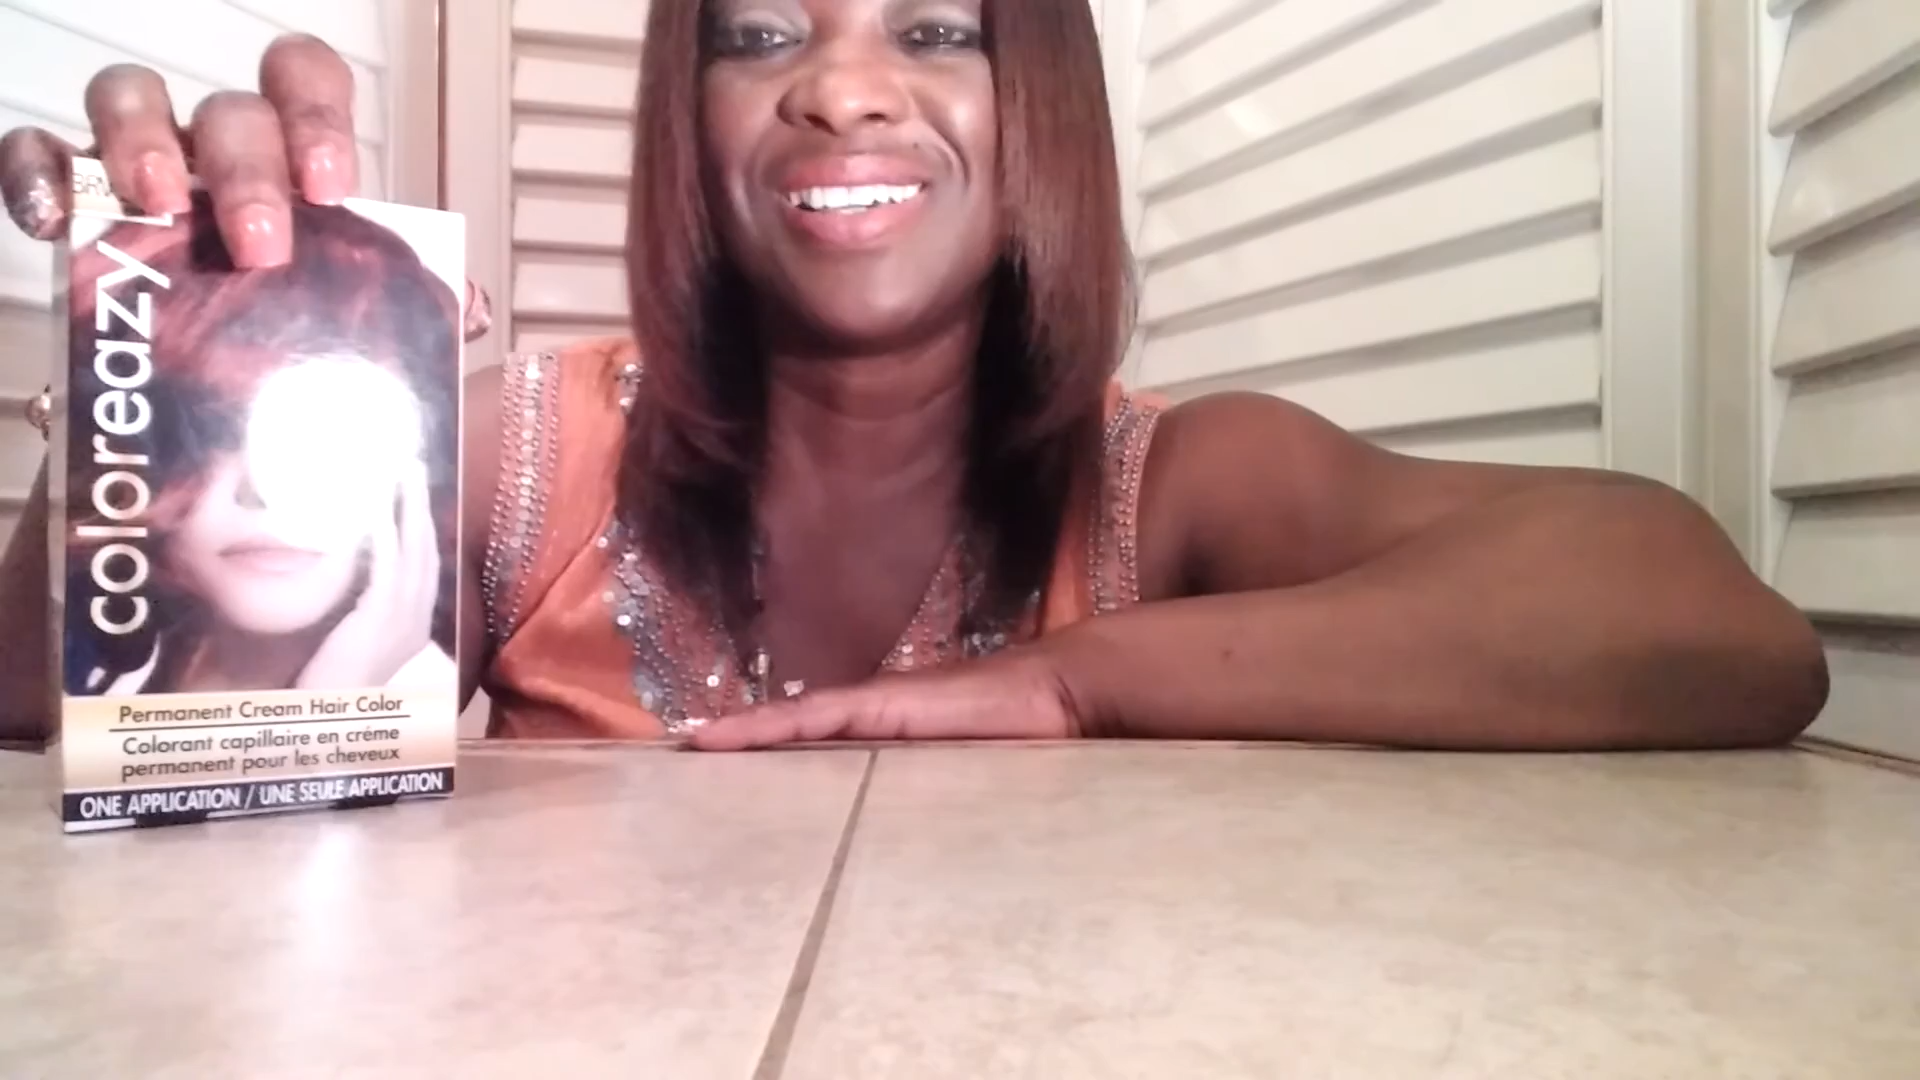 coloreazy
Permanent Cream Hair Color
Colorant capillaire en crème
permanent pour les cheveux
ONE APPLICATION / UNE SEULE APPLICATION